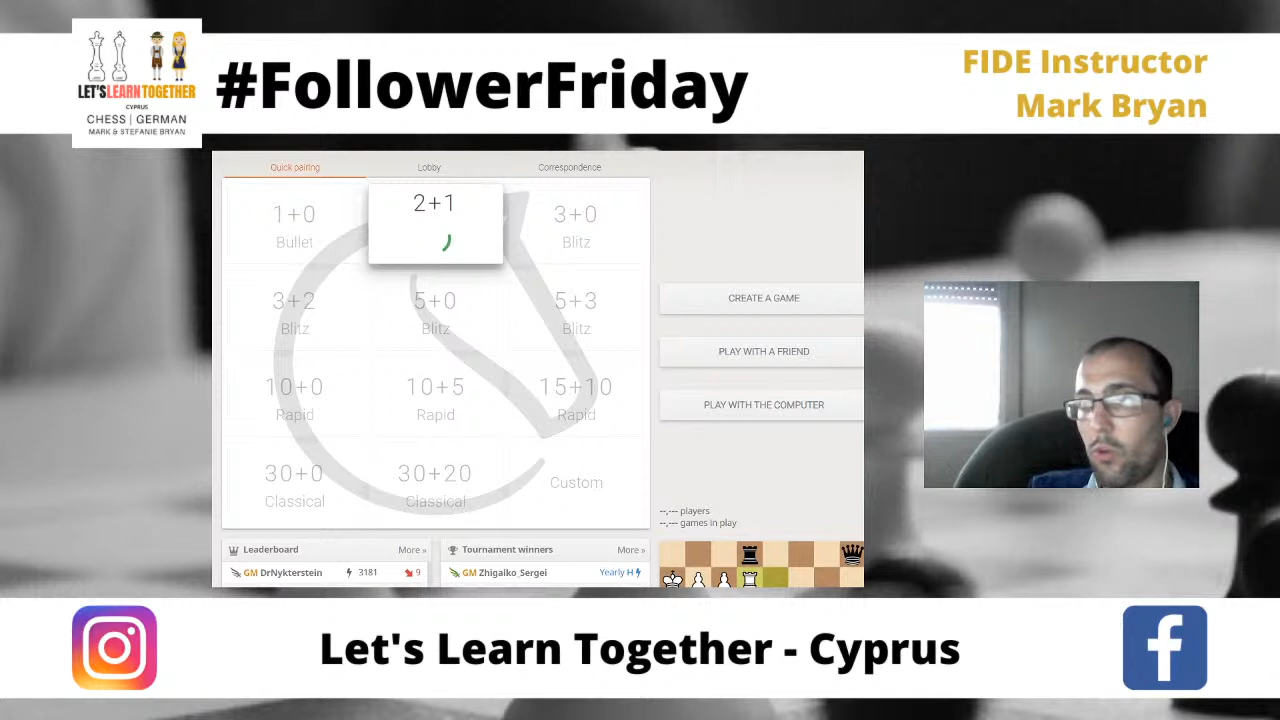 LET'S LEARN TOGETHER
CYPRUS
CHESS | GERMAN
MARK & STEFANIE BRYAN
#FollowerFriday
FIDE Instructor
Mark Bryan
Quick pairing
Lobby
Correspondence
1+0
Bullet
2+1
3+0
Blitz
3+2
Blitz
5+0
Blitz
5+3
Blitz
10+0
Rapid
10+5
Rapid
15+10
Rapid
30+0
Classical
30+20
Classical
Custom
CREATE A GAME
PLAY WITH A FRIEND
PLAY WITH THE COMPUTER
--,--- players
--,--- games in play
Leaderboard
More »
GM DrNykterstein 3181 9
Tournament winners
More »
GM Zhigalko_Sergei Yearly H
Let's Learn Together - Cyprus